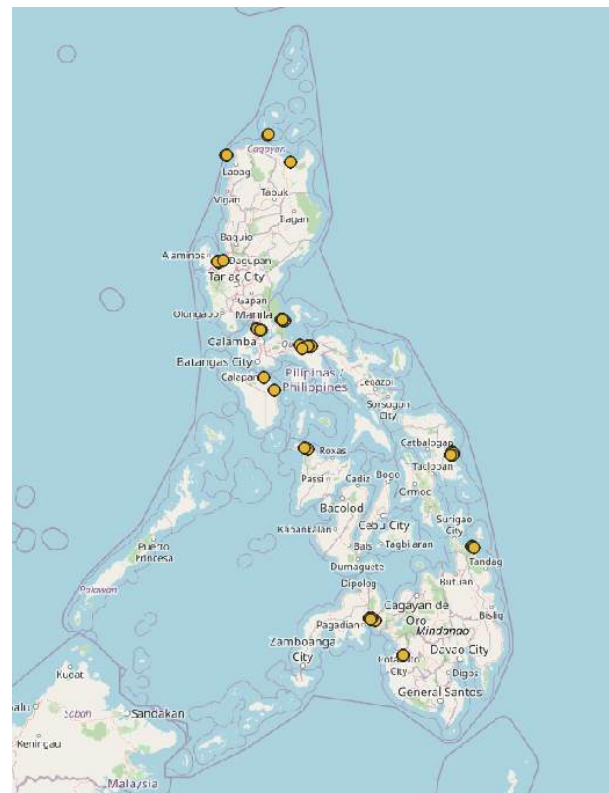 Cagayan
Laoag
Tabuk
Vigan
Ilagan
Baguio
Alaminos
Dagupan
Tarlac City
Gapan
Olongapo
Manila
Calamba
Batangas City
Calapan
Pilipinas
Philippines
Legazpi
Sorsogon
City
Catbalogan
Tacloban
Roxas
Passi
Cadiz
Bogo
Ormoc
Bacolod
Surigao
City
Kabankalan
Cebu City
Puerto
Princesa
Bais
Tagbilaran
Tandag
Dumaguete
Butuan
Dipolog
Palawan
Cagayan de
Oro
Bislig
Pagadian
Mindanao
Zamboanga
City
Davao City
City
Digos
General Santos
Kudat
Sandakan
Keningau
Malaysia